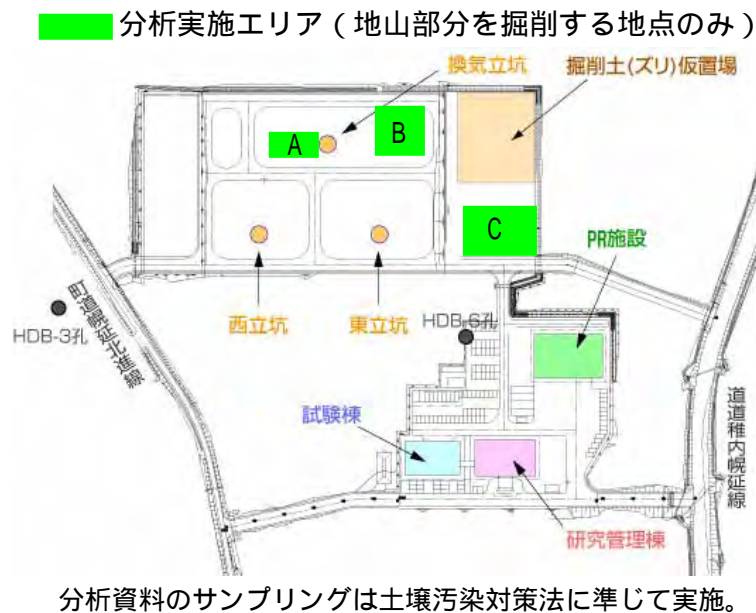 分析実施エリア（地山部分を掘削する地点のみ）
換気立坑
掘削土(ズリ)仮置場
A
B
C
PR施設
町道幌延北進線
HDB-3孔
西立坑
東立坑
HDB-6孔
試験棟
道道稚内幌延線
研究管理棟
分析資料のサンプリングは土壌汚染対策法に準じて実施。